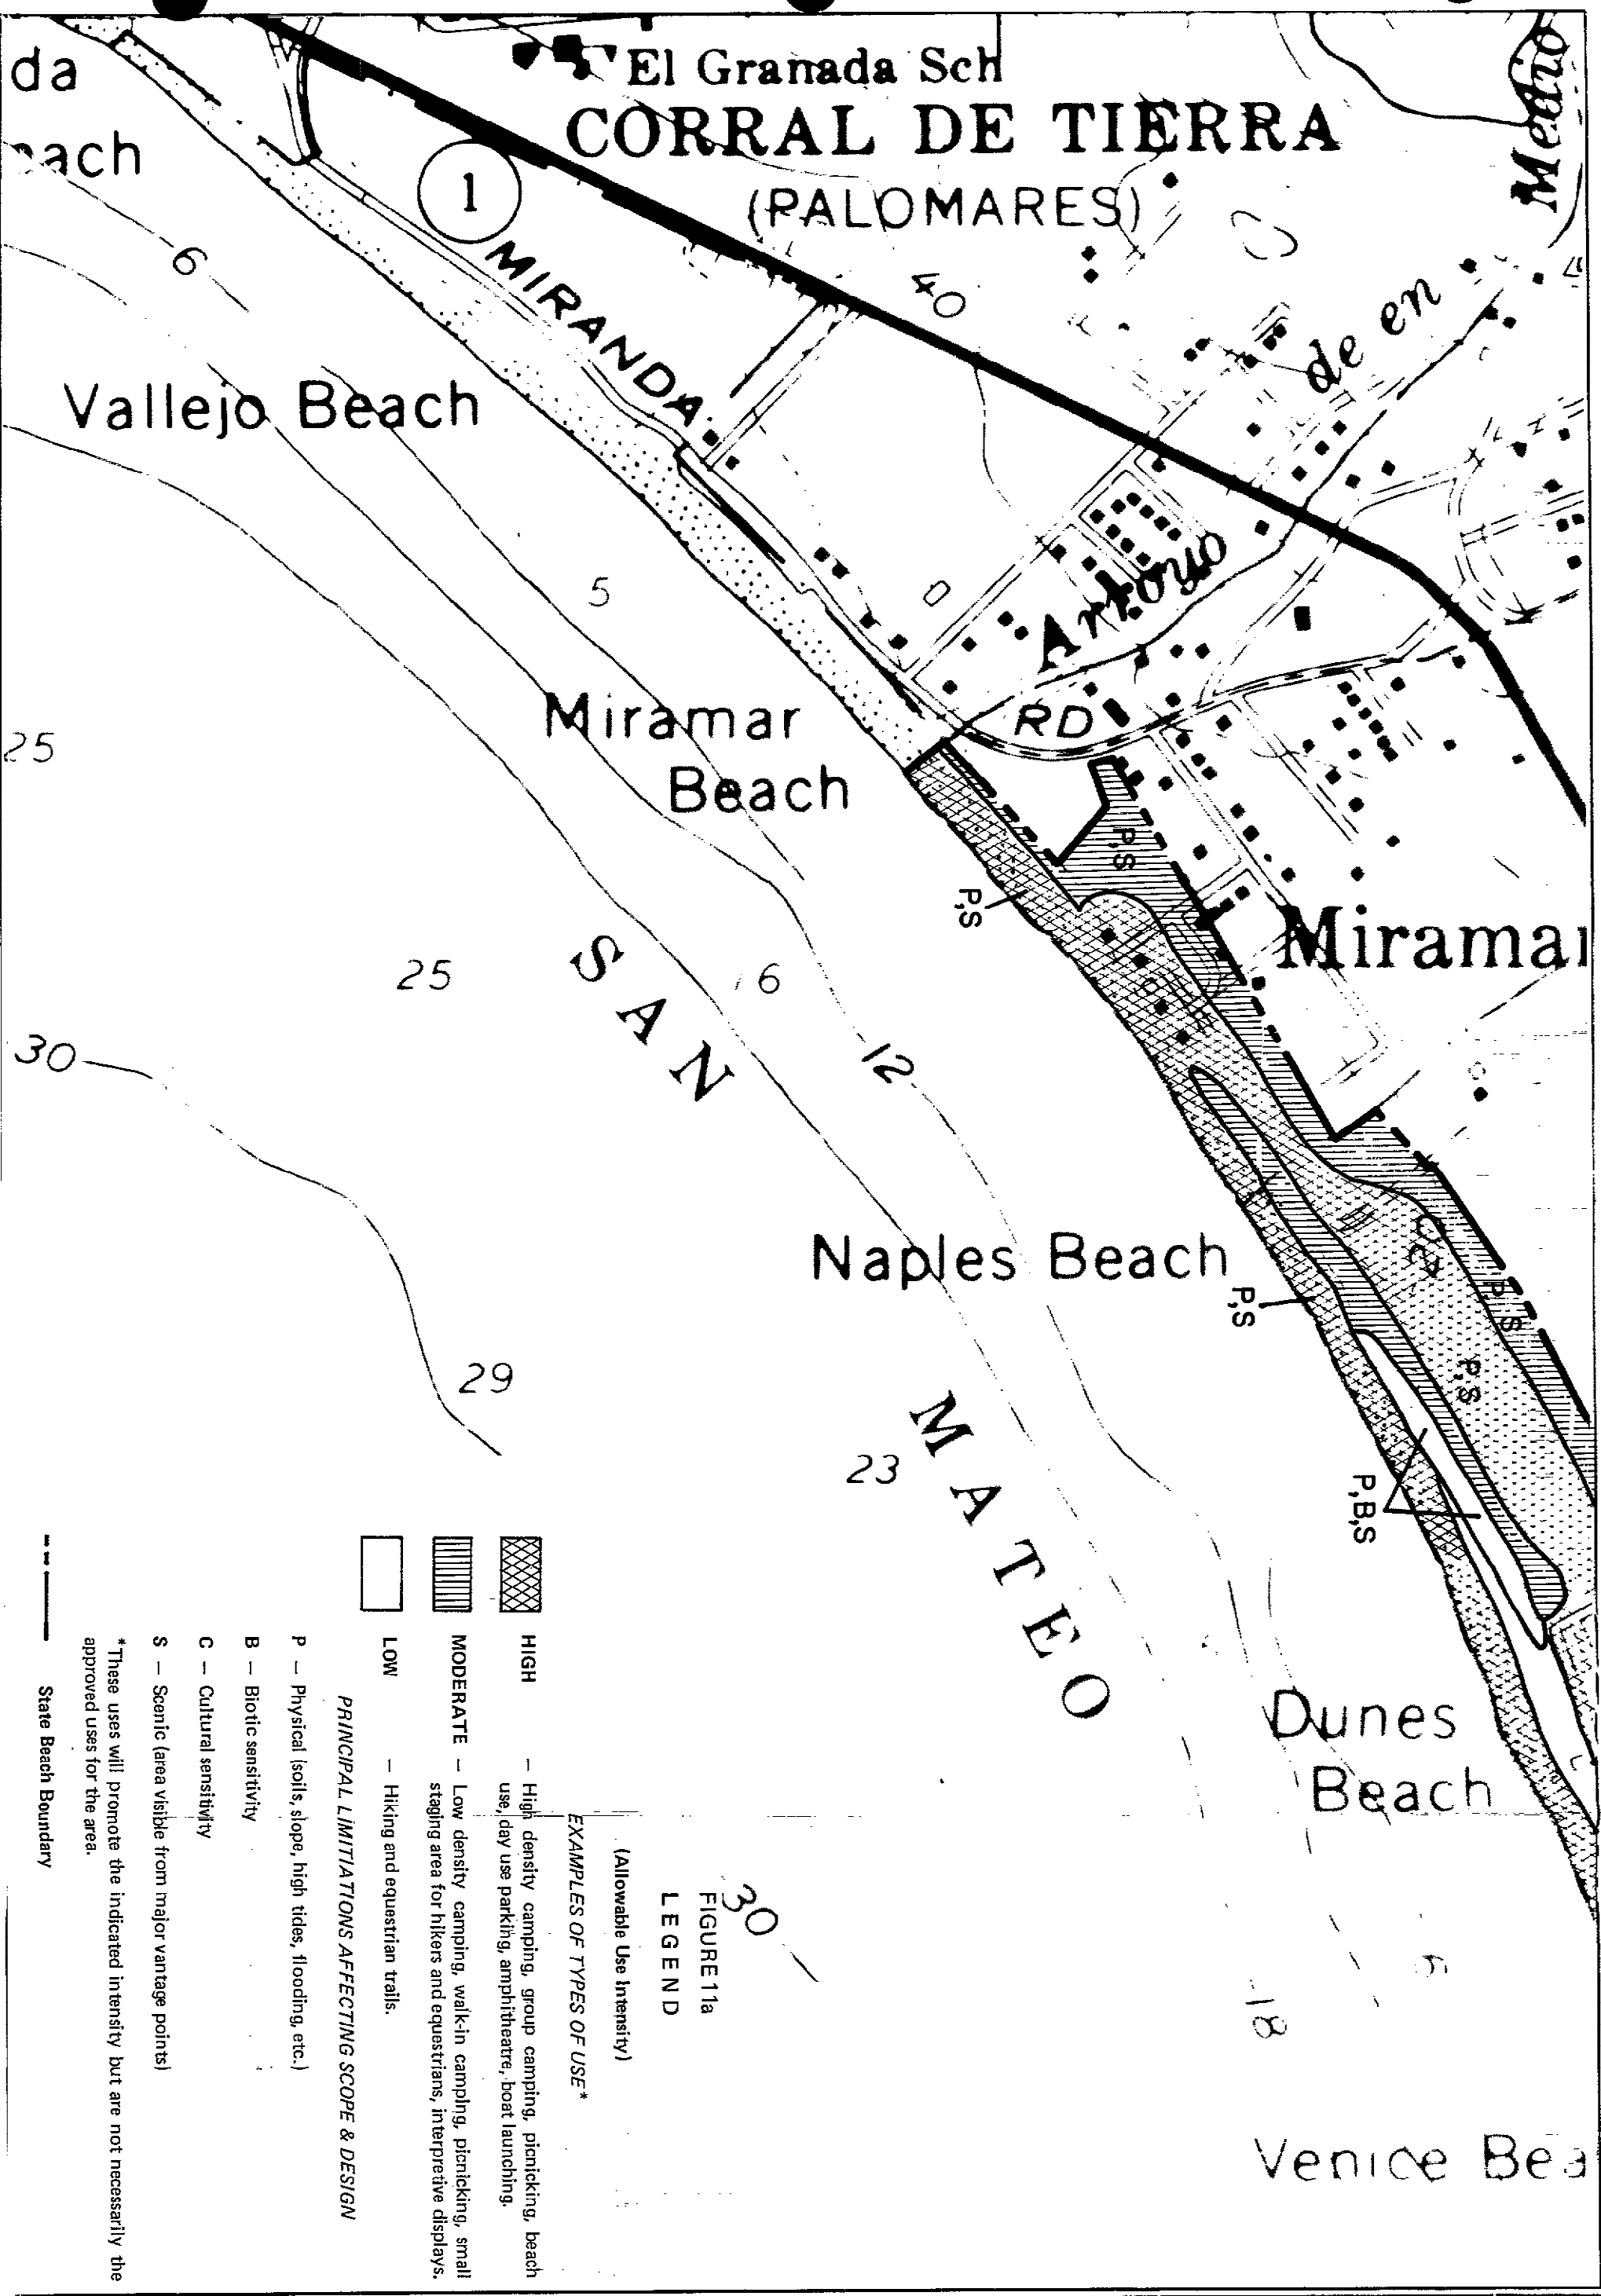 da
El Granada Sch
CORRAL DE TIERRA
(PALOMARES)
Medio
1
MIRANDA
6
40
de en
Vallejo Beach
5
Arroyo
RD
Miramar
Beach
25
P,S
P,S
Miramar
25
6
SAN
30
12
Naples Beach
P,S
P,S
P,S
29
MATEO
23
P,B,S
Dunes
Beach
30
6
18
Venice Bea
FIGURE 11a
LEGEND
(Allowable Use Intensity)
EXAMPLES OF TYPES OF USE*
HIGH – High density camping, group camping, picnicking, beach
use, day use parking, amphitheatre, boat launching.
MODERATE – Low density camping, walk-in camping, picnicking, small
staging area for hikers and equestrians, interpretive displays.
LOW – Hiking and equestrian trails.
PRINCIPAL LIMITIATIONS AFFECTING SCOPE & DESIGN
P – Physical (soils, slope, high tides, flooding, etc.)
B – Biotic sensitivity
C – Cultural sensitivity
S – Scenic (area visible from major vantage points)
*These uses will promote the indicated intensity but are not necessarily the
approved uses for the area.
State Beach Boundary